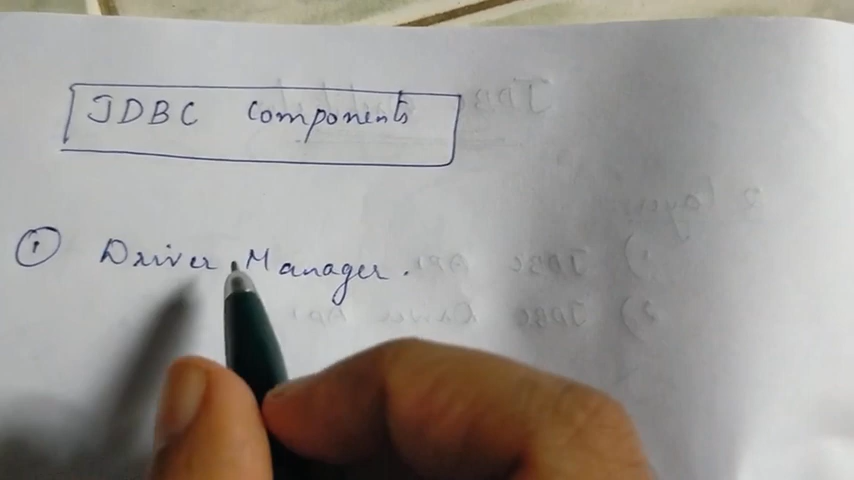 JDBC Components
① Driver Manager.